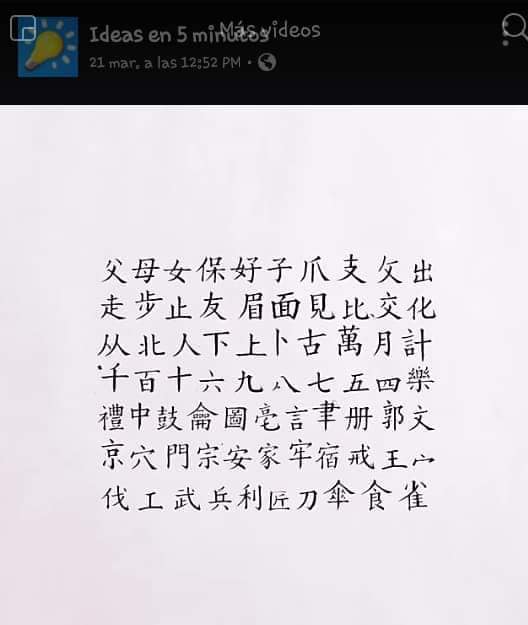 Más videos
Ideas en 5 minutos
21 mar. a las 12:52 PM •
父母女保好子爪支攵出
走步止友眉面見比交化
从北人下上卜古萬月計
千百十六九八七五四樂
禮中鼓龠圖亳言聿册郭文
京穴門宗安家牢宿戒王宀
伐工武兵利匠刀傘食雀